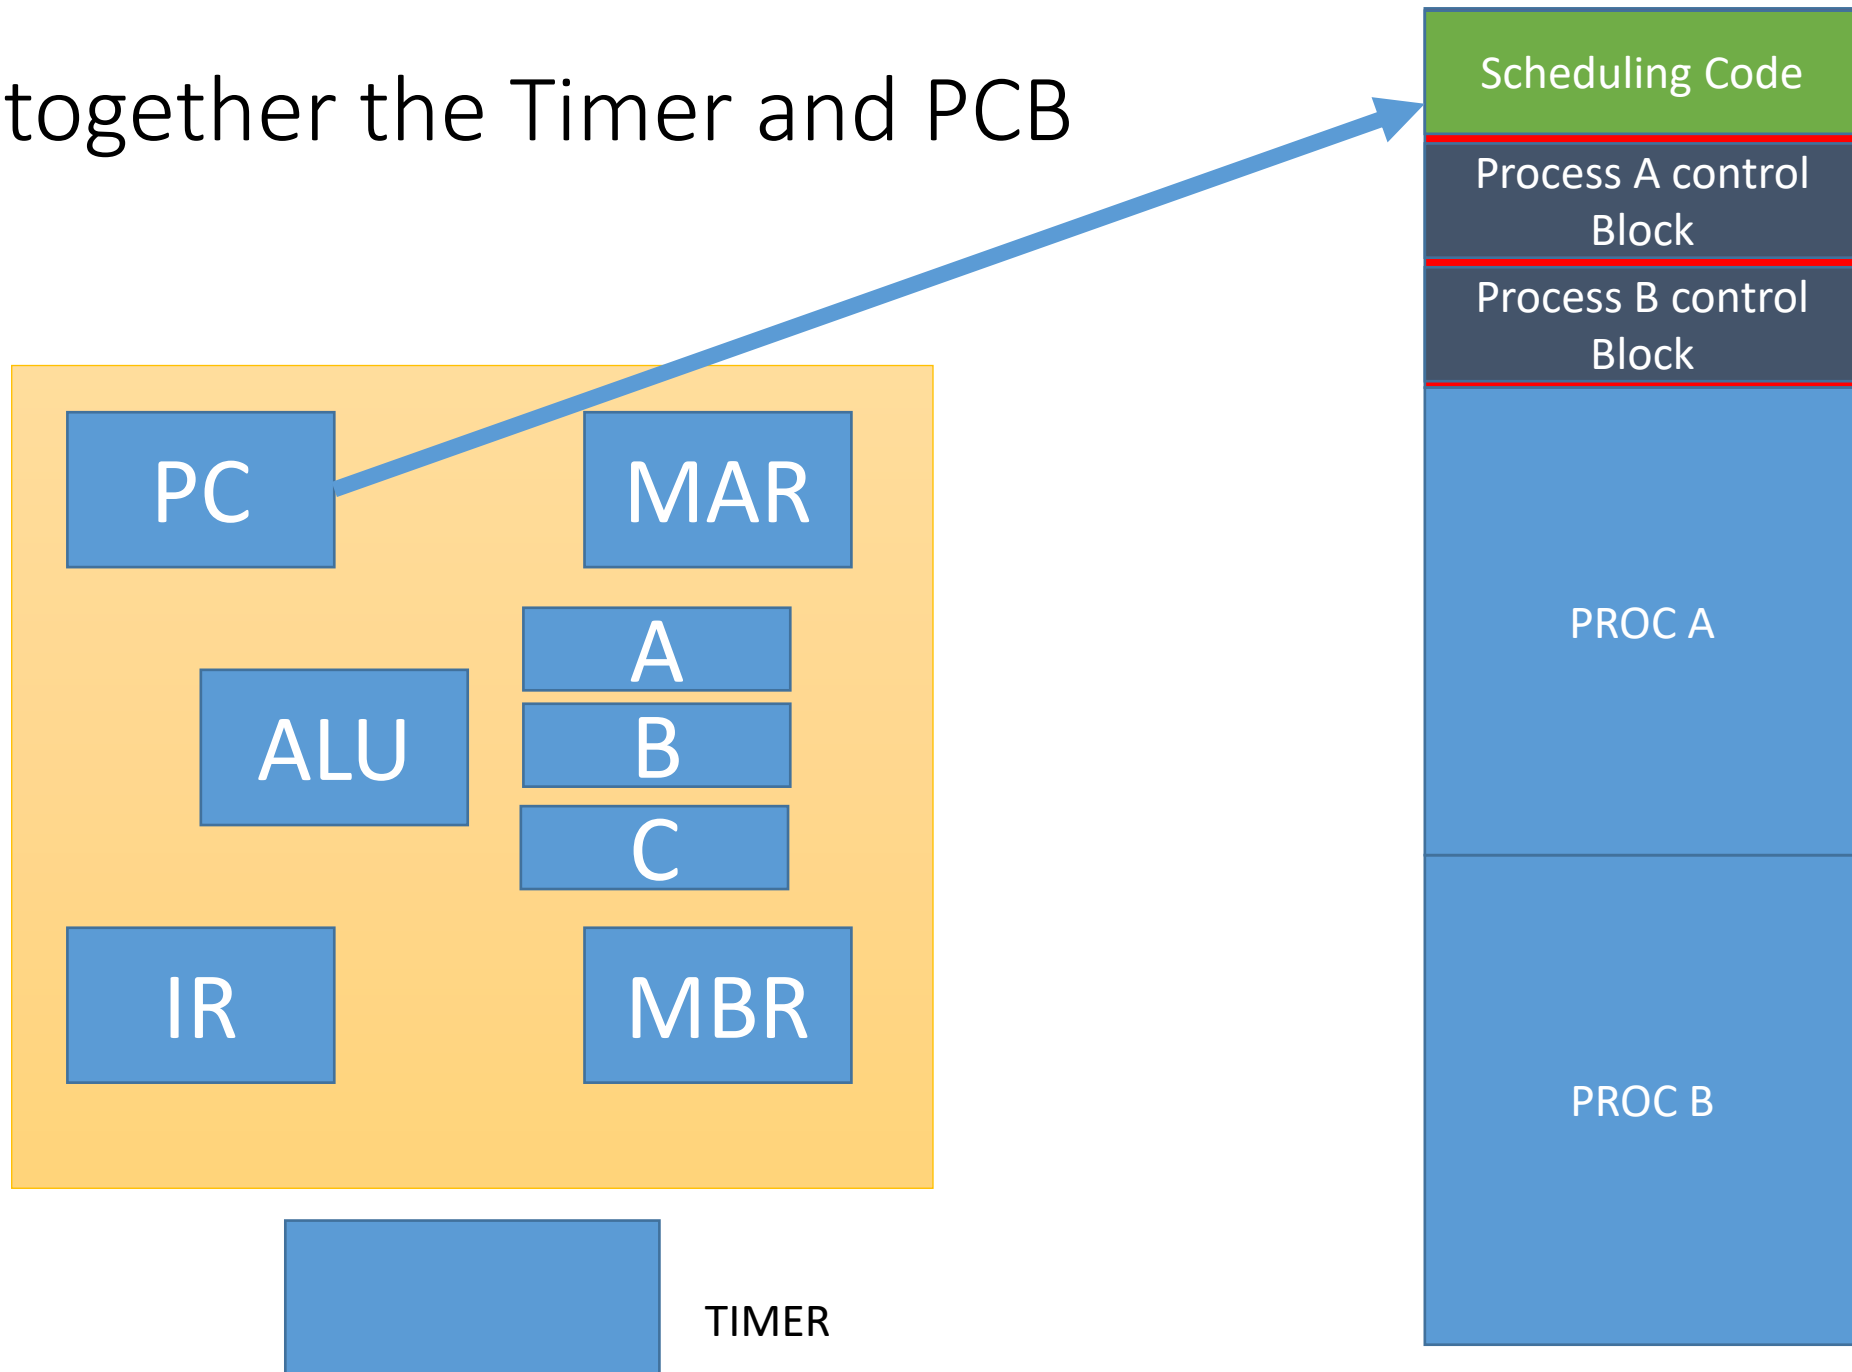 together the Timer and PCB
Scheduling Code
Process A control
Block
Process B control
Block
PC
MAR
A
PROC A
ALU
B
C
IR
MBR
PROC B
TIMER